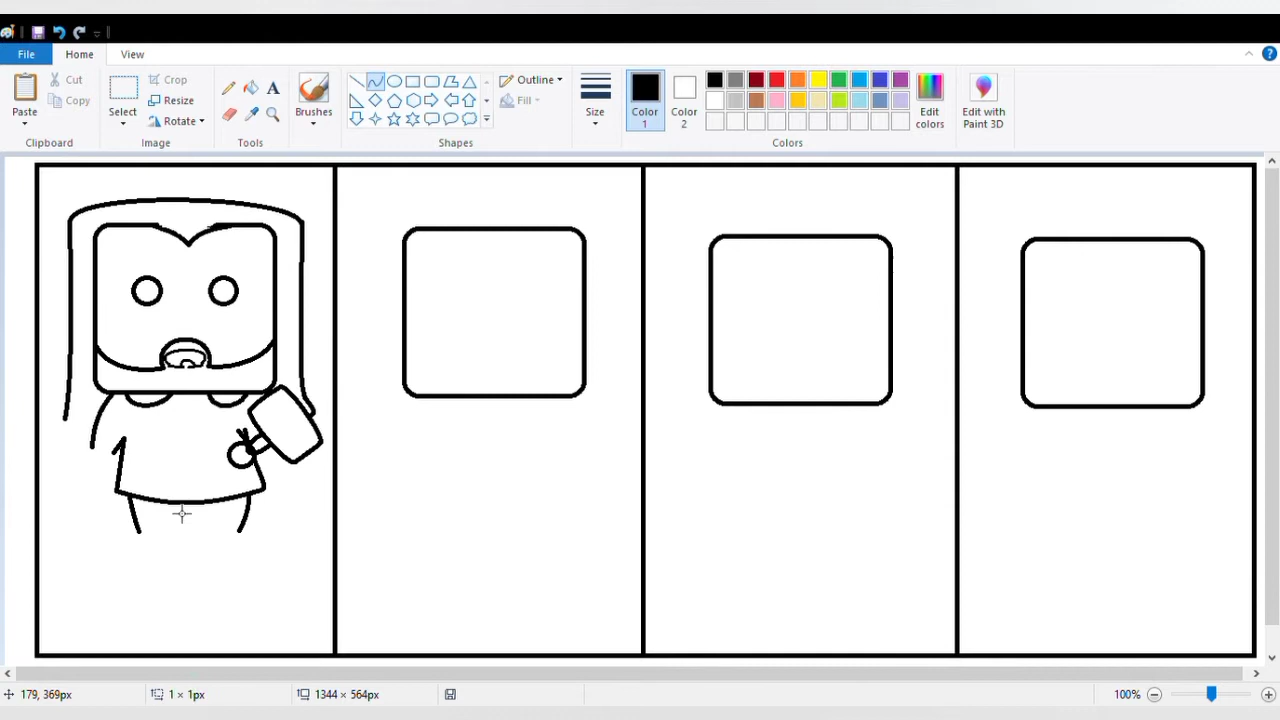 File
Home
View
Paste
Cut
Copy
Clipboard
Select
Crop
Resize
Rotate
Image
A
Tools
Brushes
Outline
Fill
Shapes
Size
Color 1
Color 2
Edit colors
Colors
Edit with Paint 3D
179, 369px
1 × 1px
1344 × 564px
100%